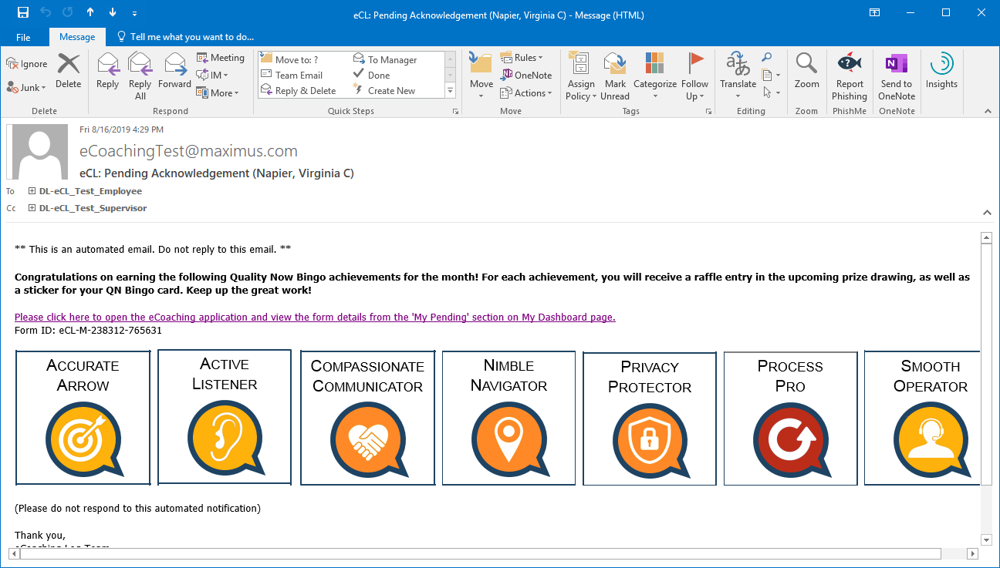 eCL: Pending Acknowledgement (Napier, Virginia C) - Message (HTML)
File
Message
Tell me what you want to do...
Ignore
Junk
Delete
Delete
Reply
Reply All
Forward
Meeting
IM
More
Respond
Move to: ?
Team Email
Reply & Delete
To Manager
Done
Create New
Quick Steps
Move
Rules
OneNote
Actions
Move
Assign Policy
Mark Unread
Categorize
Follow Up
Tags
Translate
Editing
Zoom
Zoom
Report Phishing
PhishMe
Send to OneNote
OneNote
Insights
Fri 8/16/2019 4:29 PM
eCoachingTest@maximus.com
eCL: Pending Acknowledgement (Napier, Virginia C)
To DL-eCL_Test_Employee
Cc DL-eCL_Test_Supervisor
** This is an automated email. Do not reply to this email. **
Congratulations on earning the following Quality Now Bingo achievements for the month! For each achievement, you will receive a raffle entry in the upcoming prize drawing, as well as
a sticker for your QN Bingo card. Keep up the great work!
Please click here to open the eCoaching application and view the form details from the 'My Pending' section on My Dashboard page.
Form ID: eCL-M-238312-765631
ACCURATE
ARROW
ACTIVE
LISTENER
COMPASSIONATE
COMMUNICATOR
NIMBLE
NAVIGATOR
PRIVACY
PROTECTOR
PROCESS
PRO
SMOOTH
OPERATOR
(Please do not respond to this automated notification)
Thank you,
eCoaching Log Team